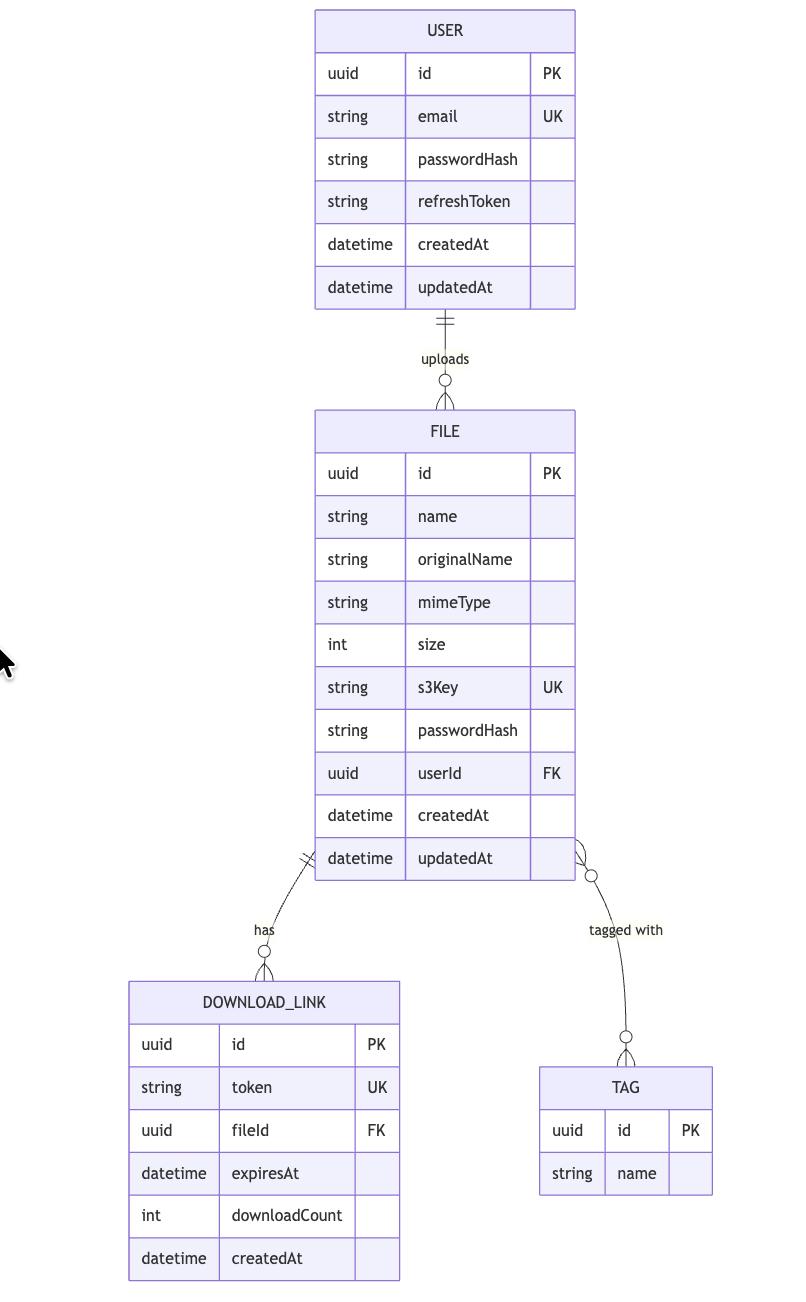 USER
uuid id PK
string email UK
string passwordHash
string refreshToken
datetime createdAt
datetime updatedAt
uploads
FILE
uuid id PK
string name
string originalName
string mimeType
int size
string s3Key UK
string passwordHash
uuid userId FK
datetime createdAt
datetime updatedAt
has
tagged with
DOWNLOAD_LINK
uuid id PK
string token UK
uuid fileId FK
datetime expiresAt
int downloadCount
datetime createdAt
TAG
uuid id PK
string name